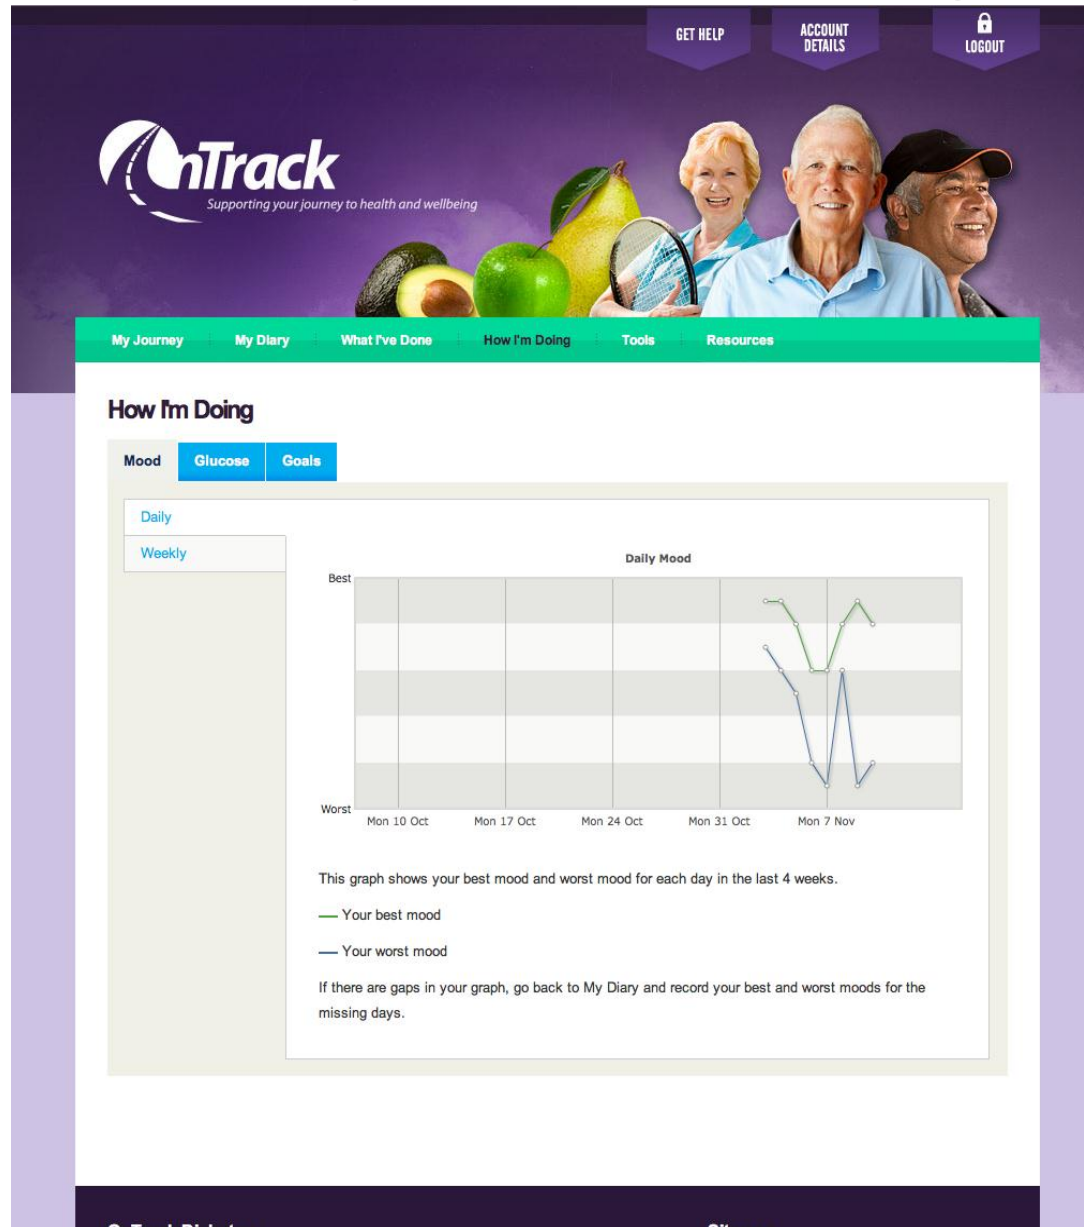 GET HELP
ACCOUNT
DETAILS
LOGOUT
OnTrack
Supporting your journey to health and wellbeing
My Journey
My Diary
What I've Done
How I'm Doing
Tools
Resources
How I'm Doing
Mood
Glucose
Goals
Daily
Weekly
Daily Mood
Best
Worst
Mon 10 Oct
Mon 17 Oct
Mon 24 Oct
Mon 31 Oct
Mon 7 Nov
This graph shows your best mood and worst mood for each day in the last 4 weeks.
Your best mood
Your worst mood
If there are gaps in your graph, go back to My Diary and record your best and worst moods for the
missing days.